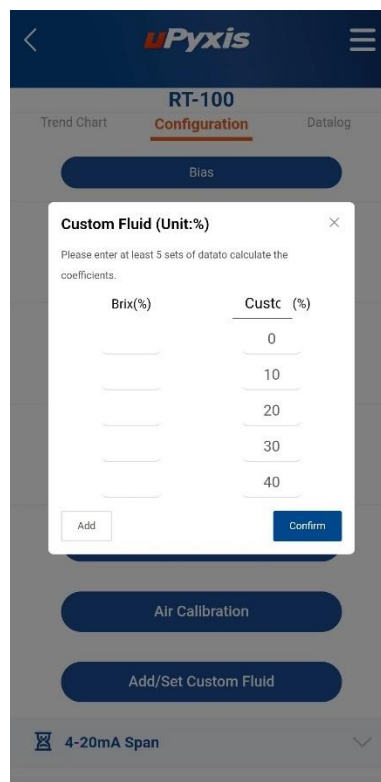 uPyxis
RT-100
Trend Chart Configuration Datalog
Bias
Custom Fluid (Unit:%)
Please enter at least 5 sets of datato calculate the
coefficients.
Brix(%) Custc (%)
0
10
20
30
40
Add Confirm
Air Calibration
Add/Set Custom Fluid
4-20mA Span